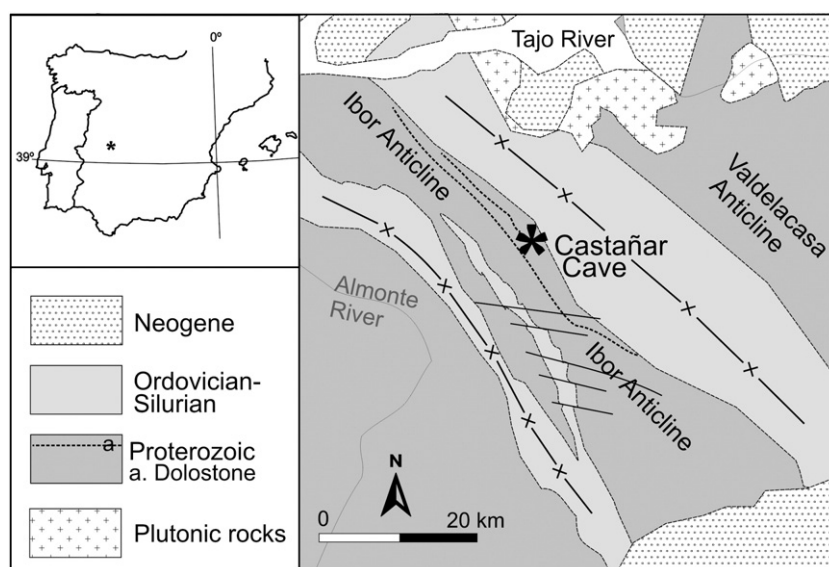 0º
39º
*
Neogene
Ordovician-
Silurian
a
Proterozoic
a. Dolostone
Plutonic rocks
Tajo River
Ibor Anticline
Valdelacasa
Anticline
*
Castañar
Cave
Almonte
River
Ibor Anticline
N
0
20 km